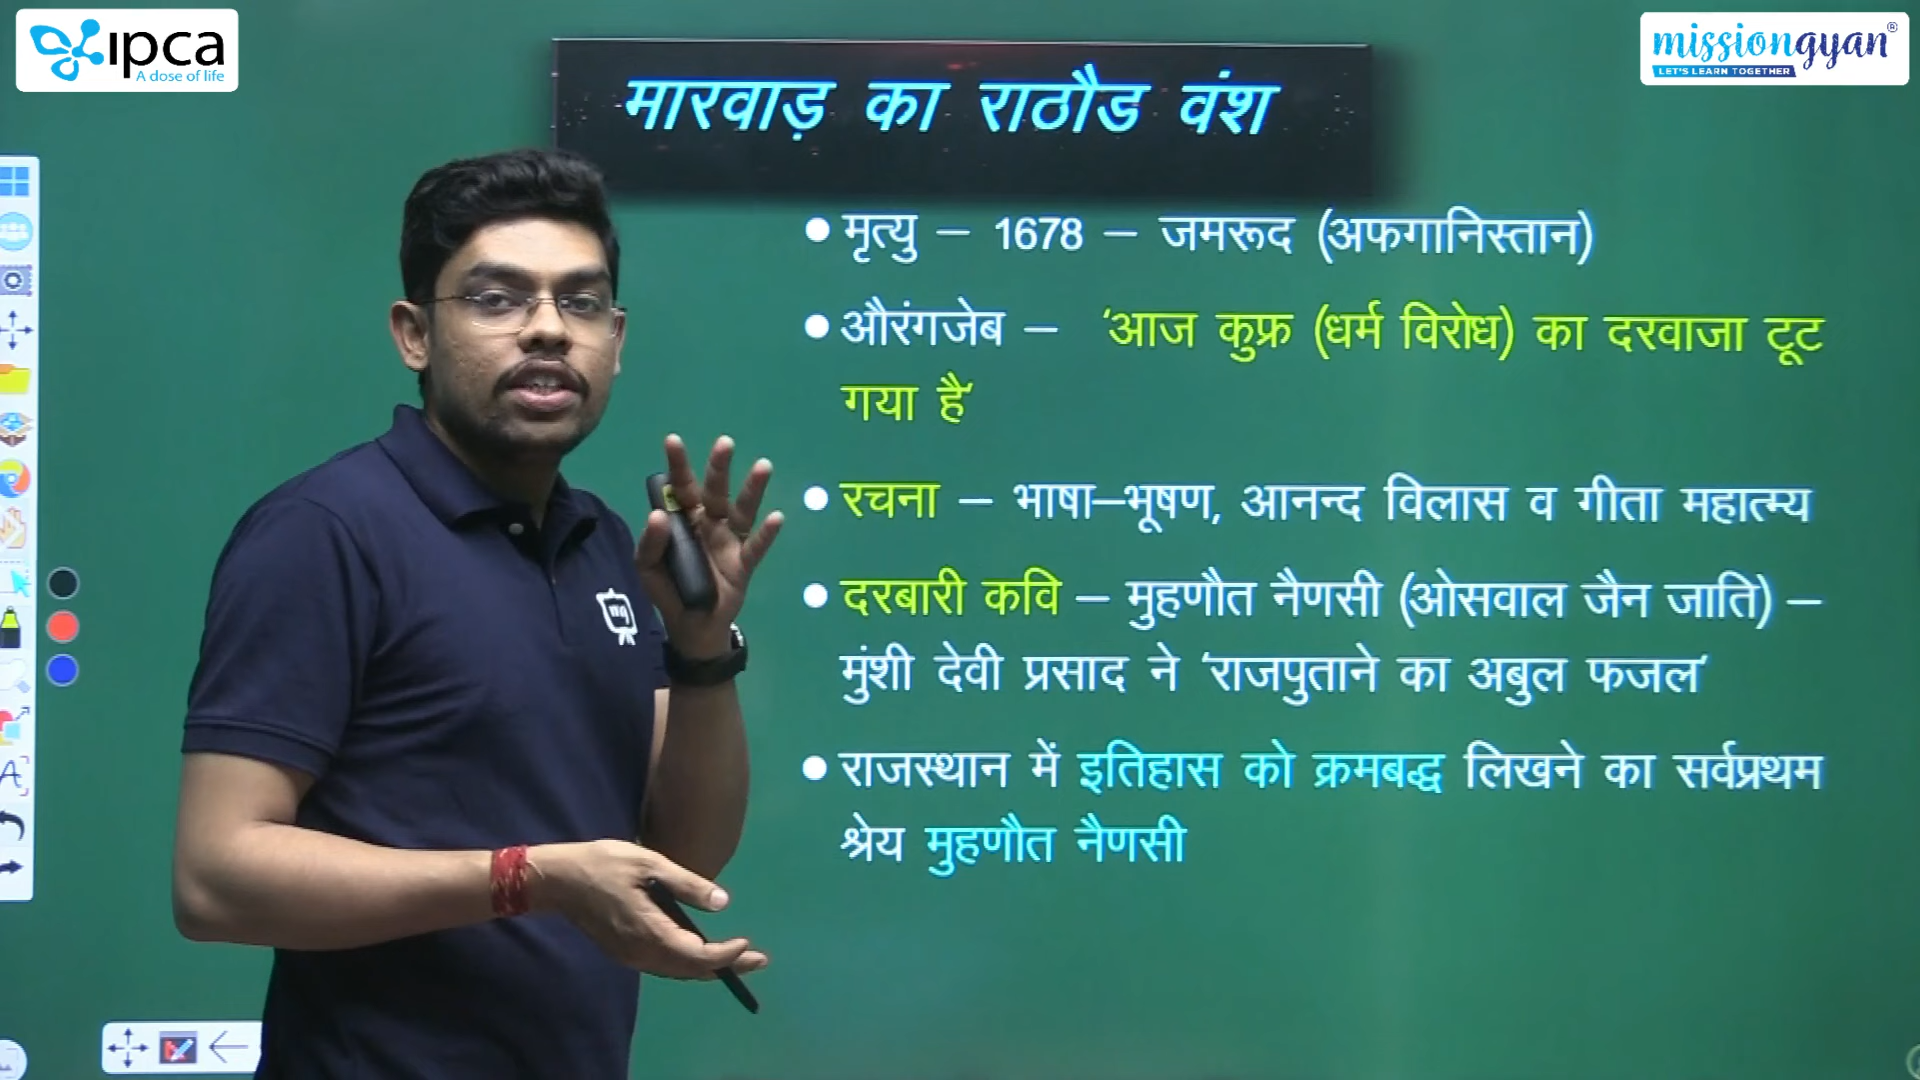 ipca
A dose of life
missiongyan®
LET'S LEARN TOGETHER
मारवाड़ का राठौड वंश
मृत्यु – 1678 – जमरूद (अफगानिस्तान)
औरंगजेब – 'आज कुफ्र (धर्म विरोध) का दरवाजा टूट
गया है'
रचना – भाषा–भूषण, आनन्द विलास व गीता महात्म्य
दरबारी कवि – मुहणौत नैणसी (ओसवाल जैन जाति) –
मुंशी देवी प्रसाद ने 'राजपुताने का अबुल फजल'
राजस्थान में इतिहास को क्रमबद्ध लिखने का सर्वप्रथम
श्रेय मुहणौत नैणसी
mg
A